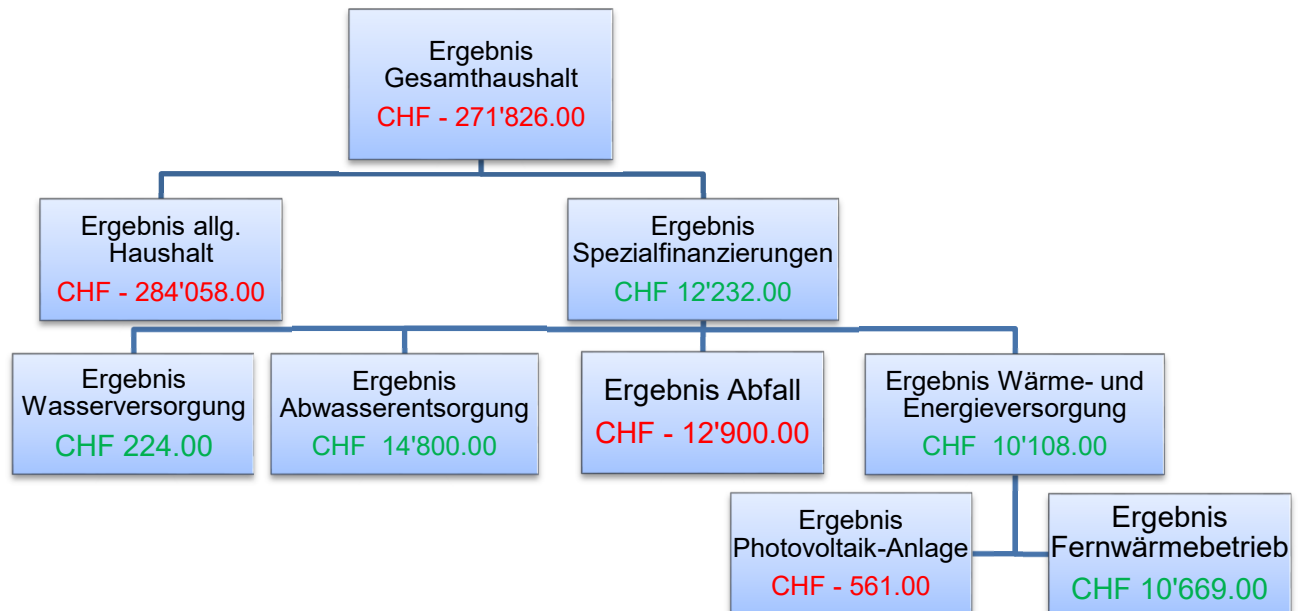 Ergebnis
Gesamthaushalt
CHF - 271'826.00
Ergebnis allg.
Haushalt
CHF - 284'058.00
Ergebnis
Spezialfinanzierungen
CHF 12'232.00
Ergebnis
Wasserversorgung
CHF 224.00
Ergebnis
Abwasserentsorgung
CHF 14'800.00
Ergebnis Abfall
CHF - 12'900.00
Ergebnis Wärme- und
Energieversorgung
CHF 10'108.00
Ergebnis
Photovoltaik-Anlage
CHF - 561.00
Ergebnis
Fernwärmebetrieb
CHF 10'669.00